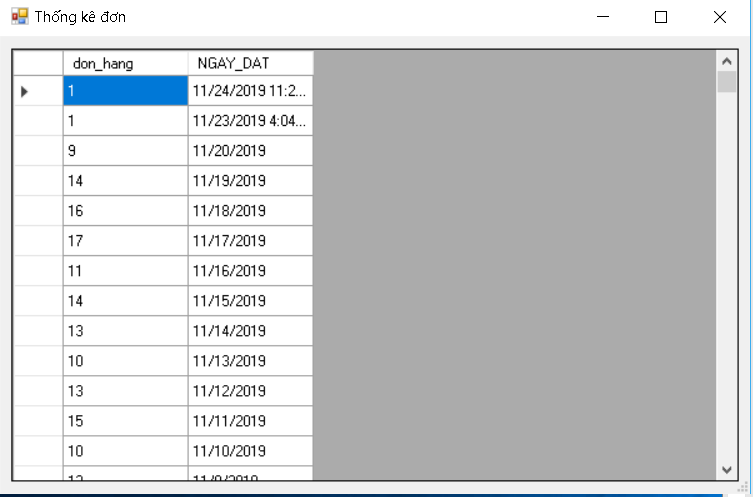 Thống kê đơn
don_hang NGAY_DAT
1 11/24/2019 11:2...
1 11/23/2019 4:04...
9 11/20/2019
14 11/19/2019
16 11/18/2019
17 11/17/2019
11 11/16/2019
14 11/15/2019
13 11/14/2019
10 11/13/2019
13 11/12/2019
15 11/11/2019
10 11/10/2019